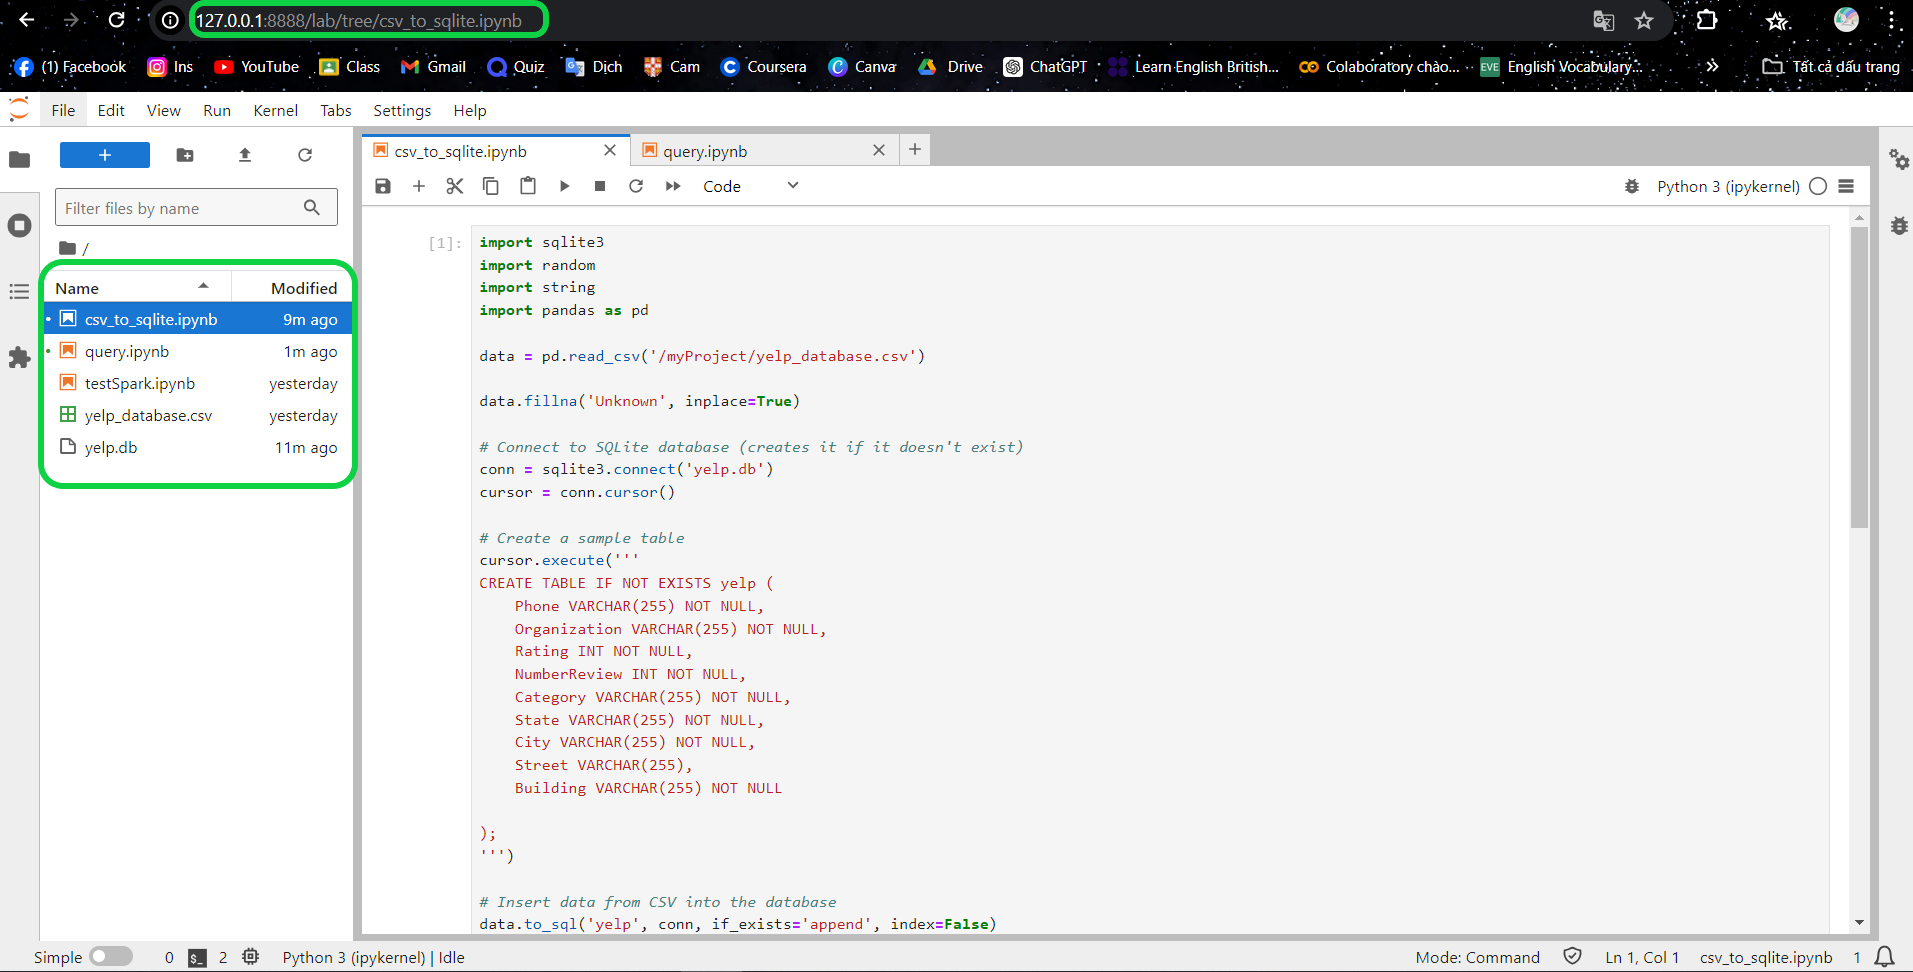 127.0.0.1:8888/lab/tree/csv_to_sqlite.ipynb
(1) Facebook Ins YouTube Class Gmail Quiz Dịch Cam Coursera Canva Drive ChatGPT Learn English British... Colaboratory chào... EVE English Vocabulary... Tất cả dấu trang
File Edit View Run Kernel Tabs Settings Help
csv_to_sqlite.ipynb query.ipynb
Code Python 3 (ipykernel)
Filter files by name
/
Name Modified
csv_to_sqlite.ipynb 9m ago
query.ipynb 1m ago
testSpark.ipynb yesterday
yelp_database.csv yesterday
yelp.db 11m ago
[1]:
import sqlite3
import random
import string
import pandas as pd
data = pd.read_csv('/myProject/yelp_database.csv')
data.fillna('Unknown', inplace=True)
# Connect to SQLite database (creates it if it doesn't exist)
conn = sqlite3.connect('yelp.db')
cursor = conn.cursor()
# Create a sample table
cursor.execute('''
CREATE TABLE IF NOT EXISTS yelp (
Phone VARCHAR(255) NOT NULL,
Organization VARCHAR(255) NOT NULL,
Rating INT NOT NULL,
NumberReview INT NOT NULL,
Category VARCHAR(255) NOT NULL,
State VARCHAR(255) NOT NULL,
City VARCHAR(255) NOT NULL,
Street VARCHAR(255),
Building VARCHAR(255) NOT NULL
);
''')
# Insert data from CSV into the database
data.to_sql('yelp', conn, if_exists='append', index=False)
Simple 0 $_ 2 Python 3 (ipykernel) | Idle Mode: Command Ln 1, Col 1 csv_to_sqlite.ipynb 1